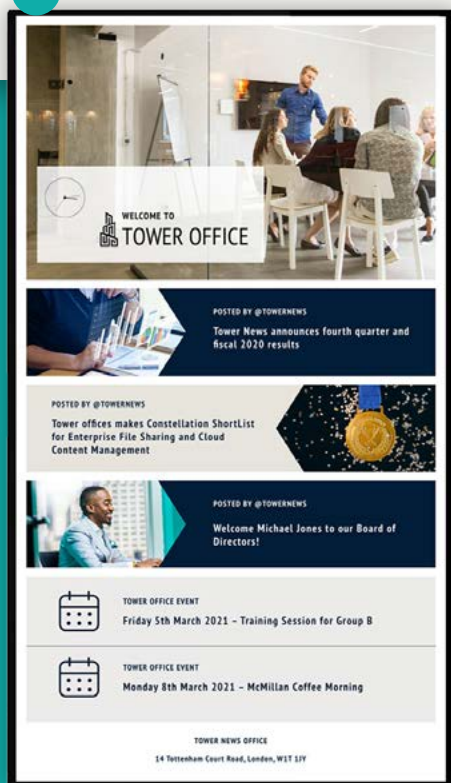 WELCOME TO
TOWER OFFICE
POSTED BY @TOWERNEWS
Tower News announces fourth quarter and
fiscal 2020 results
POSTED BY @TOWERNEWS
Tower offices makes Constellation ShortList
for Enterprise File Sharing and Cloud
Content Management
POSTED BY @TOWERNEWS
Welcome Michael Jones to our Board of
Directors!
TOWER OFFICE EVENT
Friday 5th March 2021 – Training Session for Group B
TOWER OFFICE EVENT
Monday 8th March 2021 – McMillan Coffee Morning
TOWER NEWS OFFICE
14 Tottenham Court Road, London, W1T 1JY